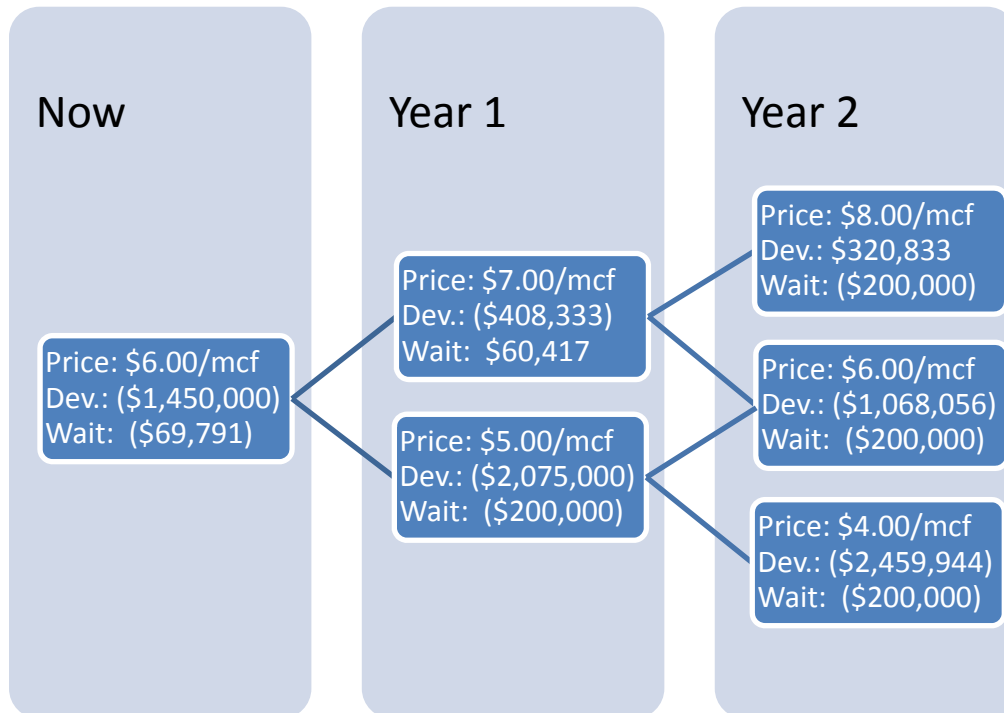 Now
Price: $6.00/mcf
Dev.: ($1,450,000)
Wait:  ($69,791)
Year 1
Price: $7.00/mcf
Dev.: ($408,333)
Wait:  $60,417
Price: $5.00/mcf
Dev.: ($2,075,000)
Wait:  ($200,000)
Year 2
Price: $8.00/mcf
Dev.: $320,833
Wait: ($200,000)
Price: $6.00/mcf
Dev.: ($1,068,056)
Wait:  ($200,000)
Price: $4.00/mcf
Dev.: ($2,459,944)
Wait:  ($200,000)